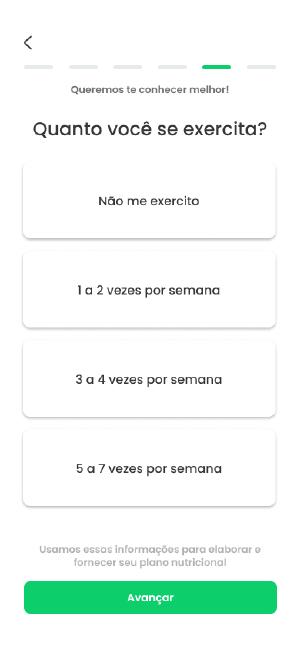 Queremos te conhecer melhor!
Quanto você se exercita?
Não me exercito
1 a 2 vezes por semana
3 a 4 vezes por semana
5 a 7 vezes por semana
Usamos essas informações para elaborar e
fornecer seu plano nutricional
Avançar